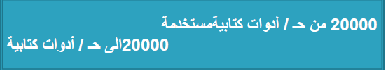 20000 من حـ / أدوات كتابيةمستخدمة
20000الى حـ / أدوات كتابية